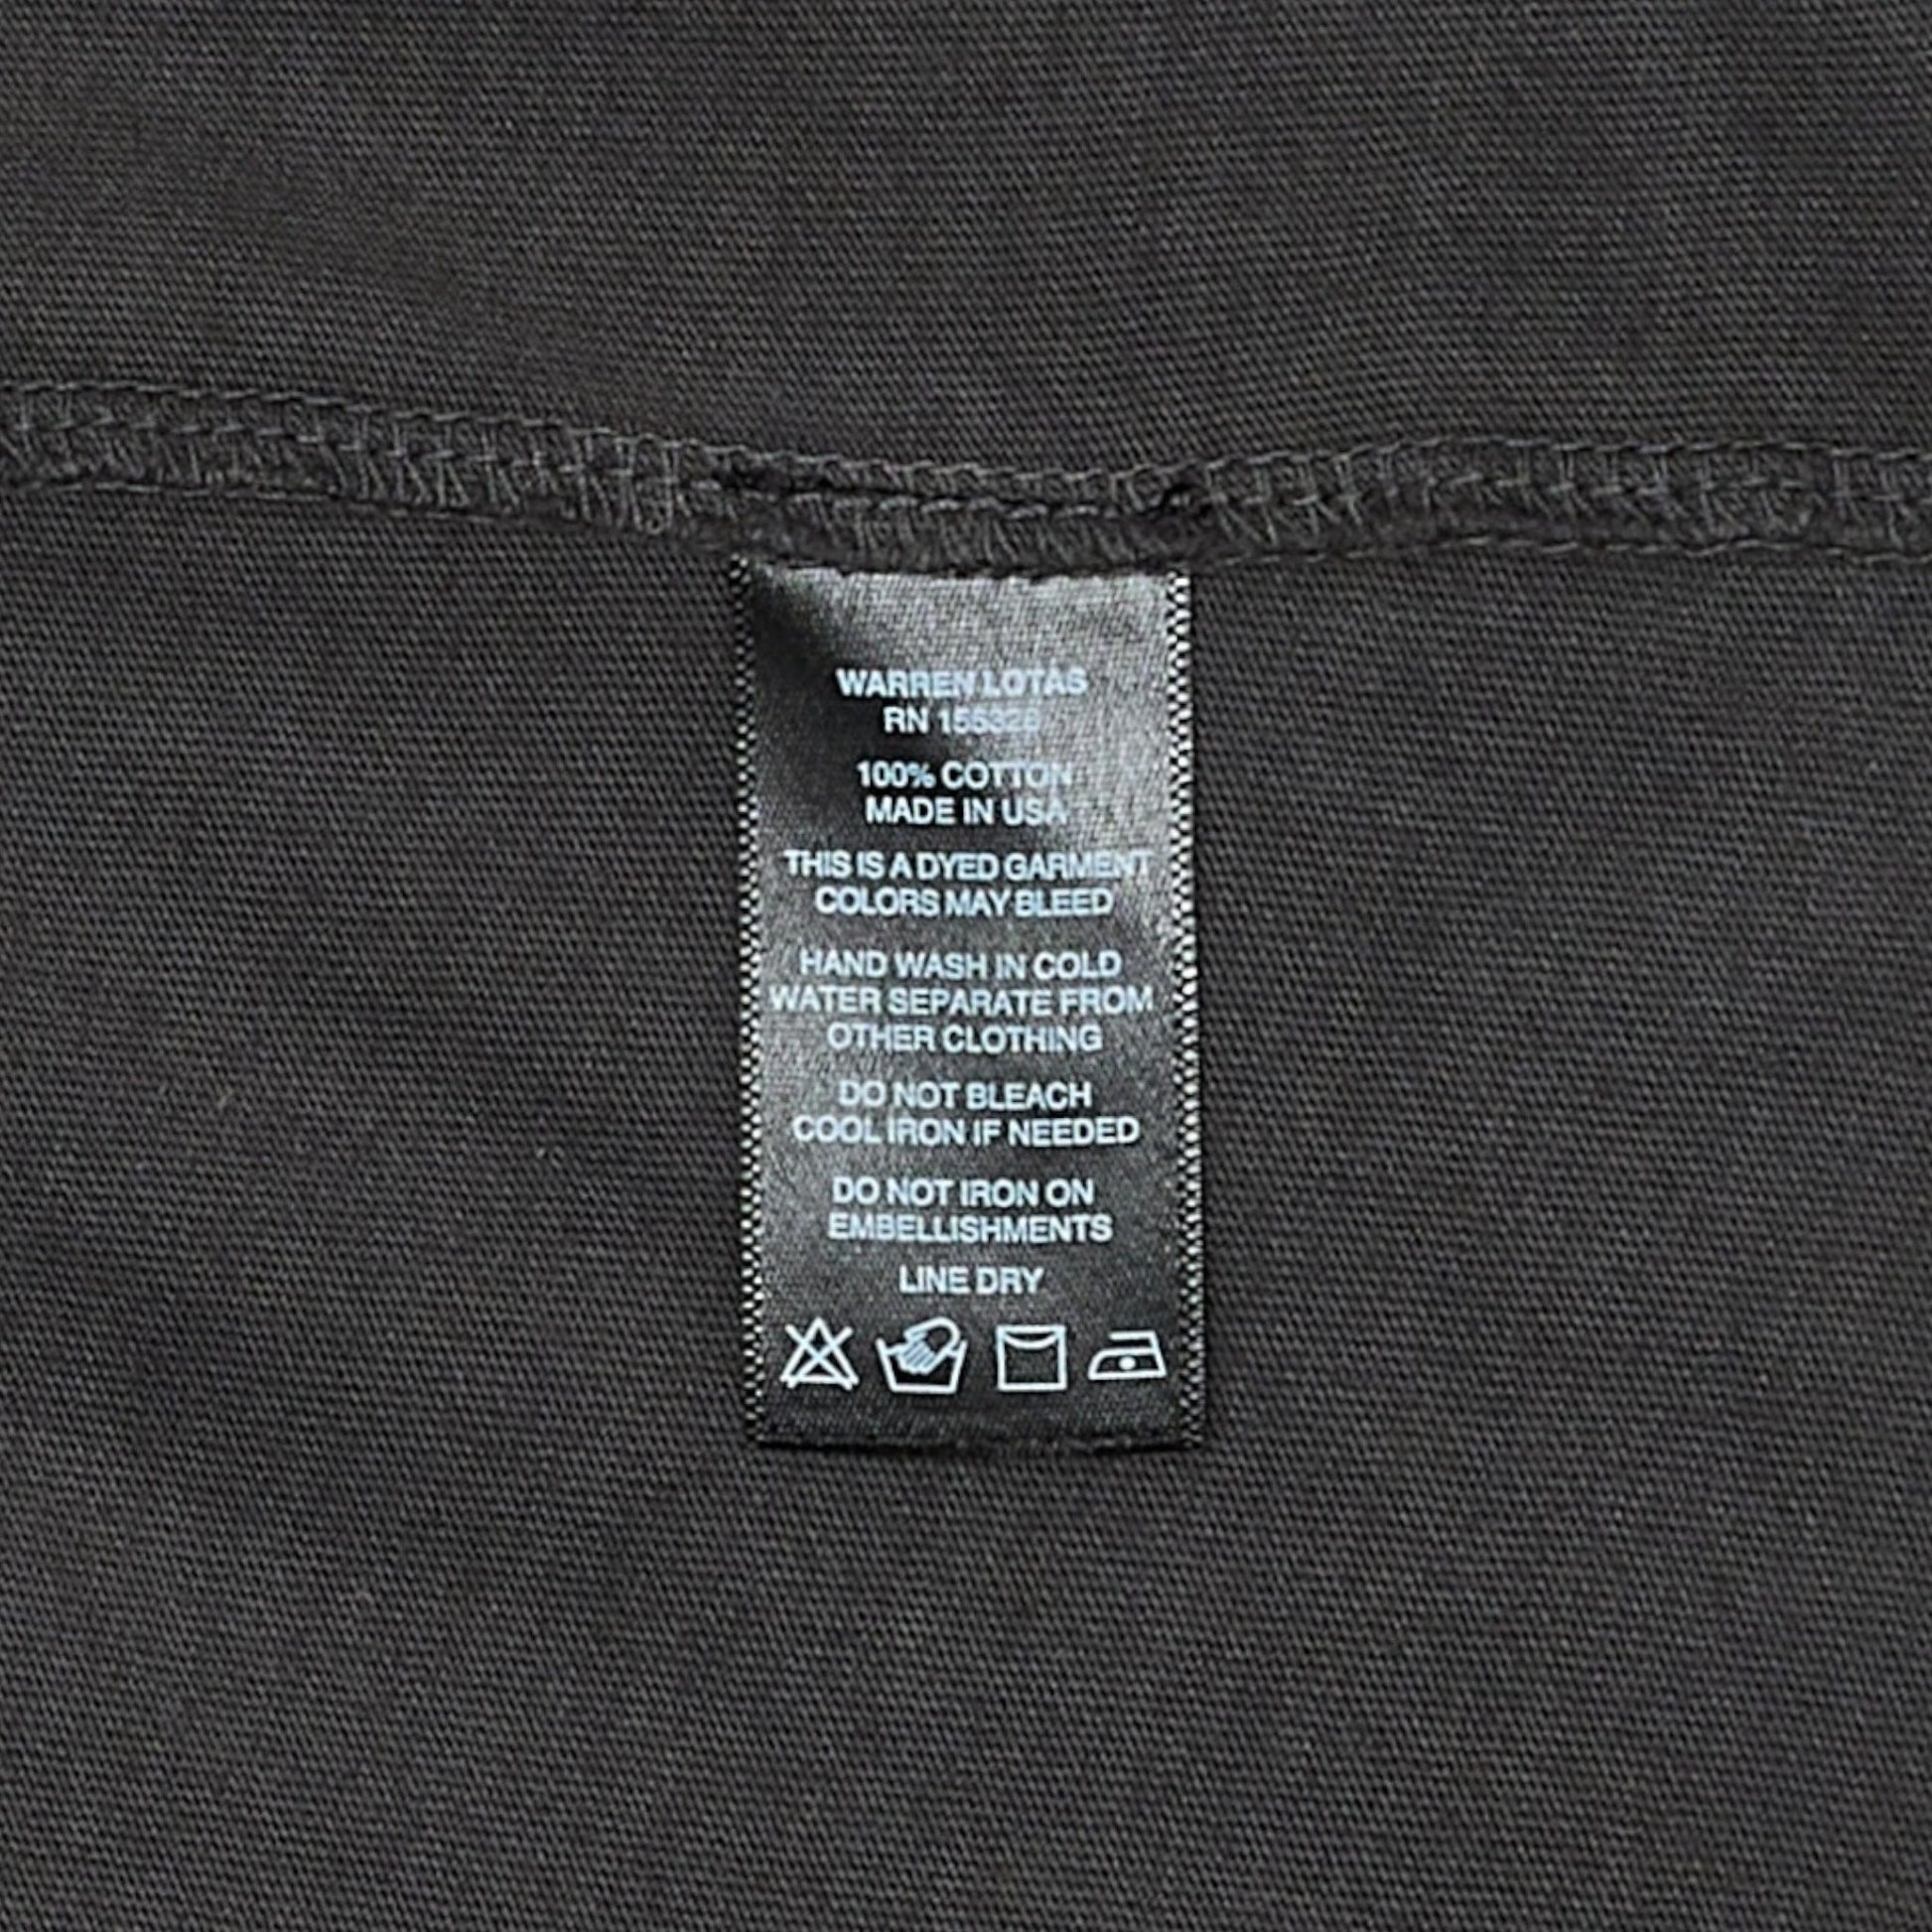 WARREN LOTAS
RN 155328
100% COTTON
MADE IN USA
THIS IS A DYED GARMENT
COLORS MAY BLEED
HAND WASH IN COLD
WATER SEPARATE FROM
OTHER CLOTHING
DO NOT BLEACH
COOL IRON IF NEEDED
DO NOT IRON ON
EMBELLISHMENTS
LINE DRY